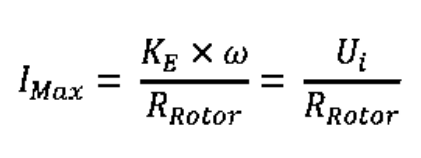 I_Max = (K_E × ω) / R_Rotor = U_i / R_Rotor